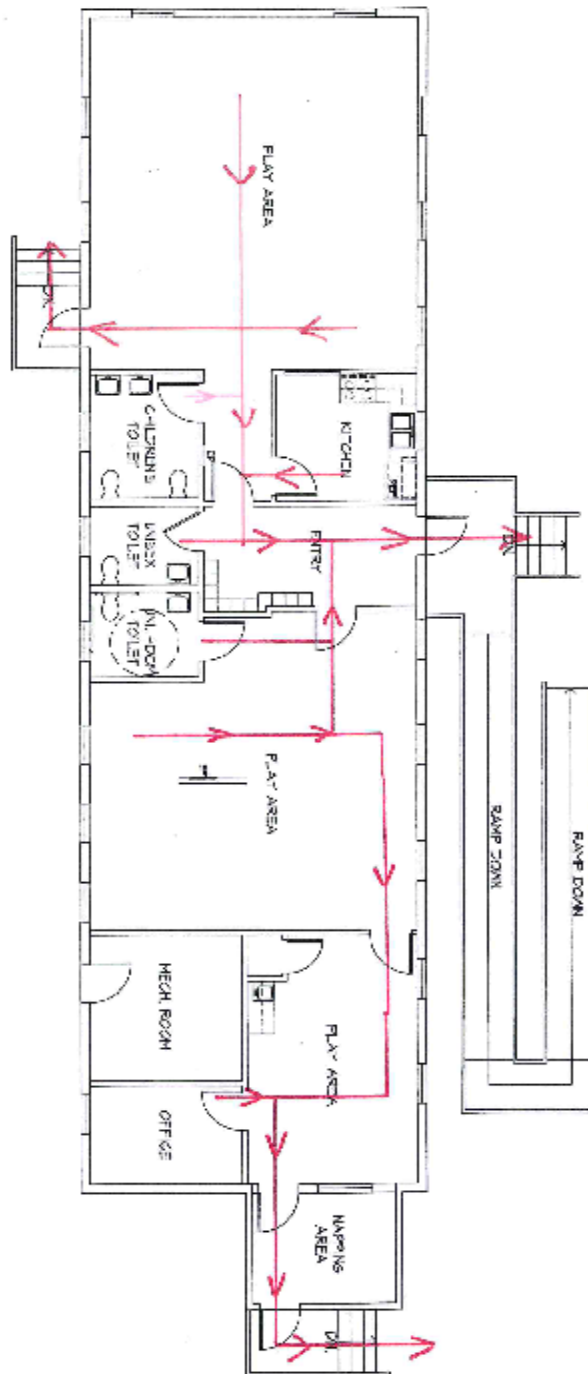 PLAY AREA
DN.
CHILDREN'S
TOILET
KITCHEN
UNISEX
TOILET
ENTRY
DN.
TOILET
PLAY AREA
RAMP DOWN
RAMP DOWN
MECH. ROOM
PLAY AREA
OFFICE
NAPPING
AREA
DN.